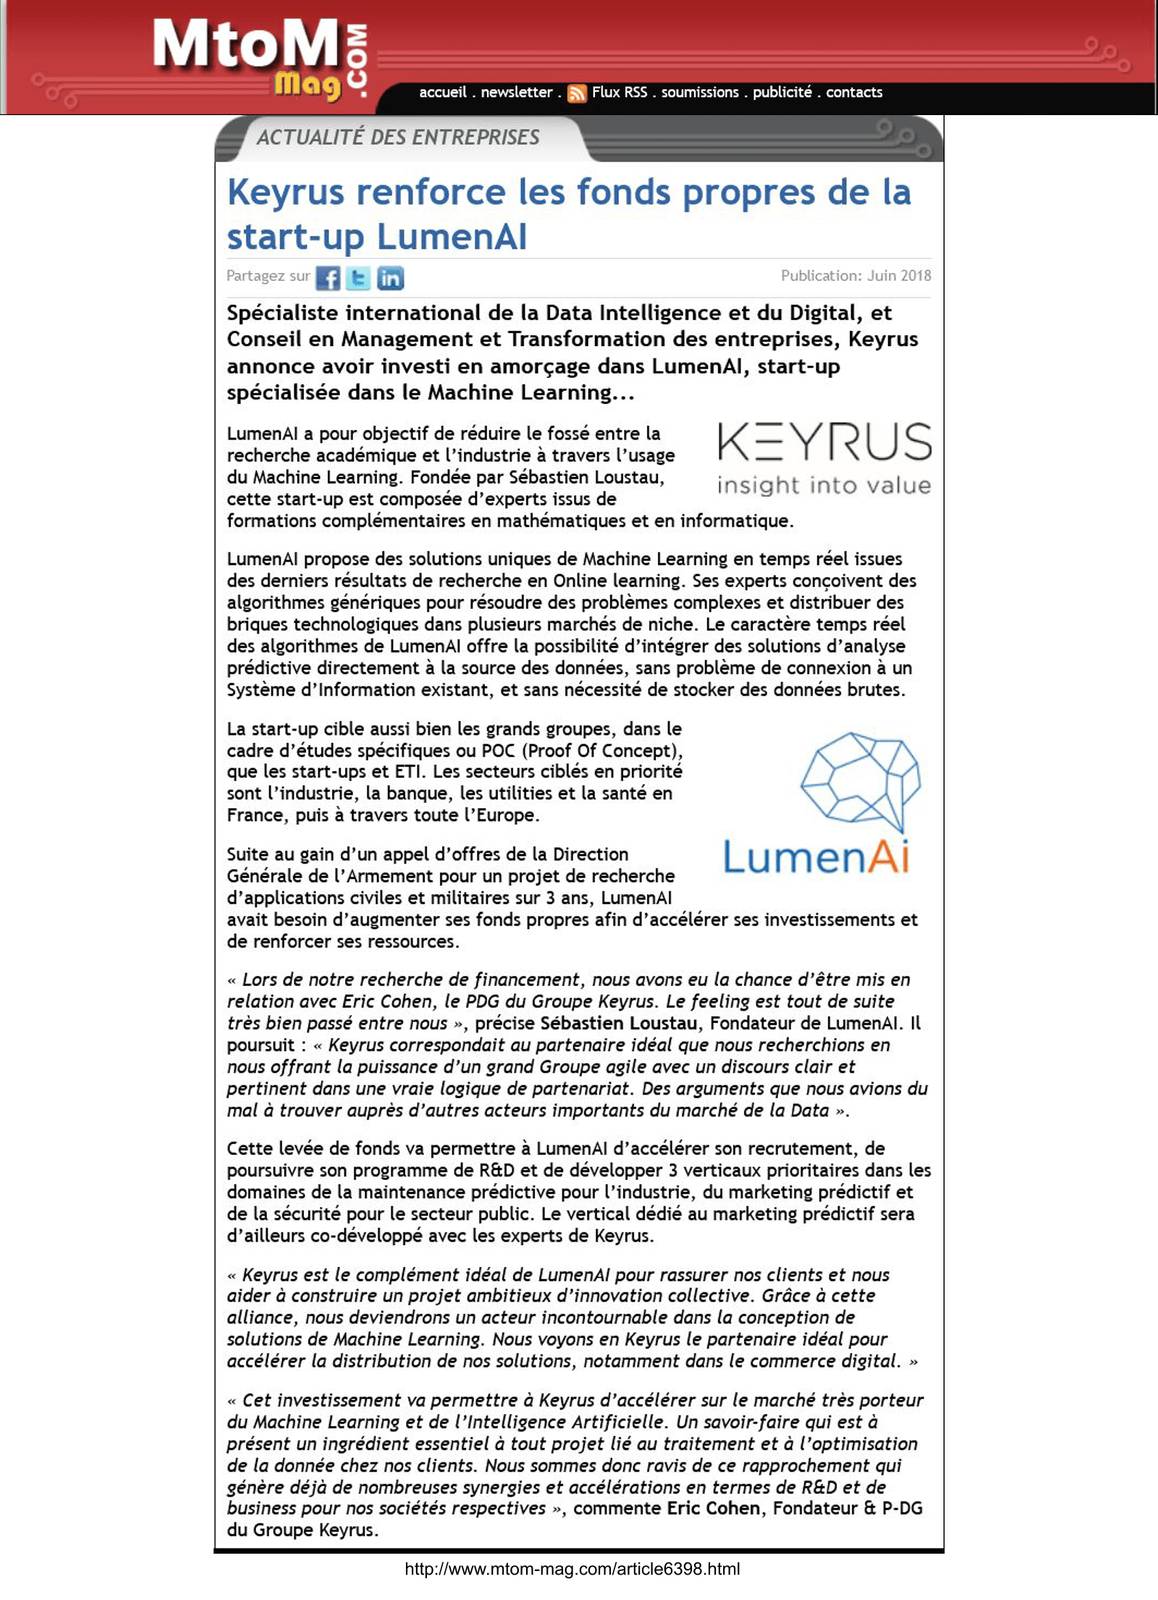 MtoM
Mag
.COM
accueil . newsletter . Flux RSS . soumissions . publicité . contacts
ACTUALITÉ DES ENTREPRISES
Keyrus renforce les fonds propres de la
start-up LumenAI
Partagez sur
Publication: Juin 2018
Spécialiste international de la Data Intelligence et du Digital, et
Conseil en Management et Transformation des entreprises, Keyrus
annonce avoir investi en amorçage dans LumenAI, start-up
spécialisée dans le Machine Learning...
KEYRUS
insight into value
LumenAI a pour objectif de réduire le fossé entre la
recherche académique et l'industrie à travers l'usage
du Machine Learning. Fondée par Sébastien Loustau,
cette start-up est composée d'experts issus de
formations complémentaires en mathématiques et en informatique.
LumenAI propose des solutions uniques de Machine Learning en temps réel issues
des derniers résultats de recherche en Online learning. Ses experts conçoivent des
algorithmes génériques pour résoudre des problèmes complexes et distribuer des
briques technologiques dans plusieurs marchés de niche. Le caractère temps réel
des algorithmes de LumenAI offre la possibilité d'intégrer des solutions d'analyse
prédictive directement à la source des données, sans problème de connexion à un
Système d'Information existant, et sans nécessité de stocker des données brutes.
La start-up cible aussi bien les grands groupes, dans le
cadre d'études spécifiques ou POC (Proof Of Concept),
que les start-ups et ETI. Les secteurs ciblés en priorité
sont l'industrie, la banque, les utilities et la santé en
France, puis à travers toute l'Europe.
LumenAi
Suite au gain d'un appel d'offres de la Direction
Générale de l'Armement pour un projet de recherche
d'applications civiles et militaires sur 3 ans, LumenAI
avait besoin d'augmenter ses fonds propres afin d'accélérer ses investissements et
de renforcer ses ressources.
« Lors de notre recherche de financement, nous avons eu la chance d'être mis en
relation avec Eric Cohen, le PDG du Groupe Keyrus. Le feeling est tout de suite
très bien passé entre nous », précise Sébastien Loustau, Fondateur de LumenAI. Il
poursuit : « Keyrus correspondait au partenaire idéal que nous recherchions en
nous offrant la puissance d'un grand Groupe agile avec un discours clair et
pertinent dans une vraie logique de partenariat. Des arguments que nous avions du
mal à trouver auprès d'autres acteurs importants du marché de la Data ».
Cette levée de fonds va permettre à LumenAI d'accélérer son recrutement, de
poursuivre son programme de R&D et de développer 3 verticaux prioritaires dans les
domaines de la maintenance prédictive pour l'industrie, du marketing prédictif et
de la sécurité pour le secteur public. Le vertical dédié au marketing prédictif sera
d'ailleurs co-développé avec les experts de Keyrus.
« Keyrus est le complément idéal de LumenAI pour rassurer nos clients et nous
aider à construire un projet ambitieux d'innovation collective. Grâce à cette
alliance, nous deviendrons un acteur incontournable dans la conception de
solutions de Machine Learning. Nous voyons en Keyrus le partenaire idéal pour
accélérer la distribution de nos solutions, notamment dans le commerce digital. »
« Cet investissement va permettre à Keyrus d'accélérer sur le marché très porteur
du Machine Learning et de l'Intelligence Artificielle. Un savoir-faire qui est à
présent un ingrédient essentiel à tout projet lié au traitement et à l'optimisation
de la donnée chez nos clients. Nous sommes donc ravis de ce rapprochement qui
génère déjà de nombreuses synergies et accélérations en termes de R&D et de
business pour nos sociétés respectives », commente Eric Cohen, Fondateur & P-DG
du Groupe Keyrus.
http://www.mtom-mag.com/article6398.html